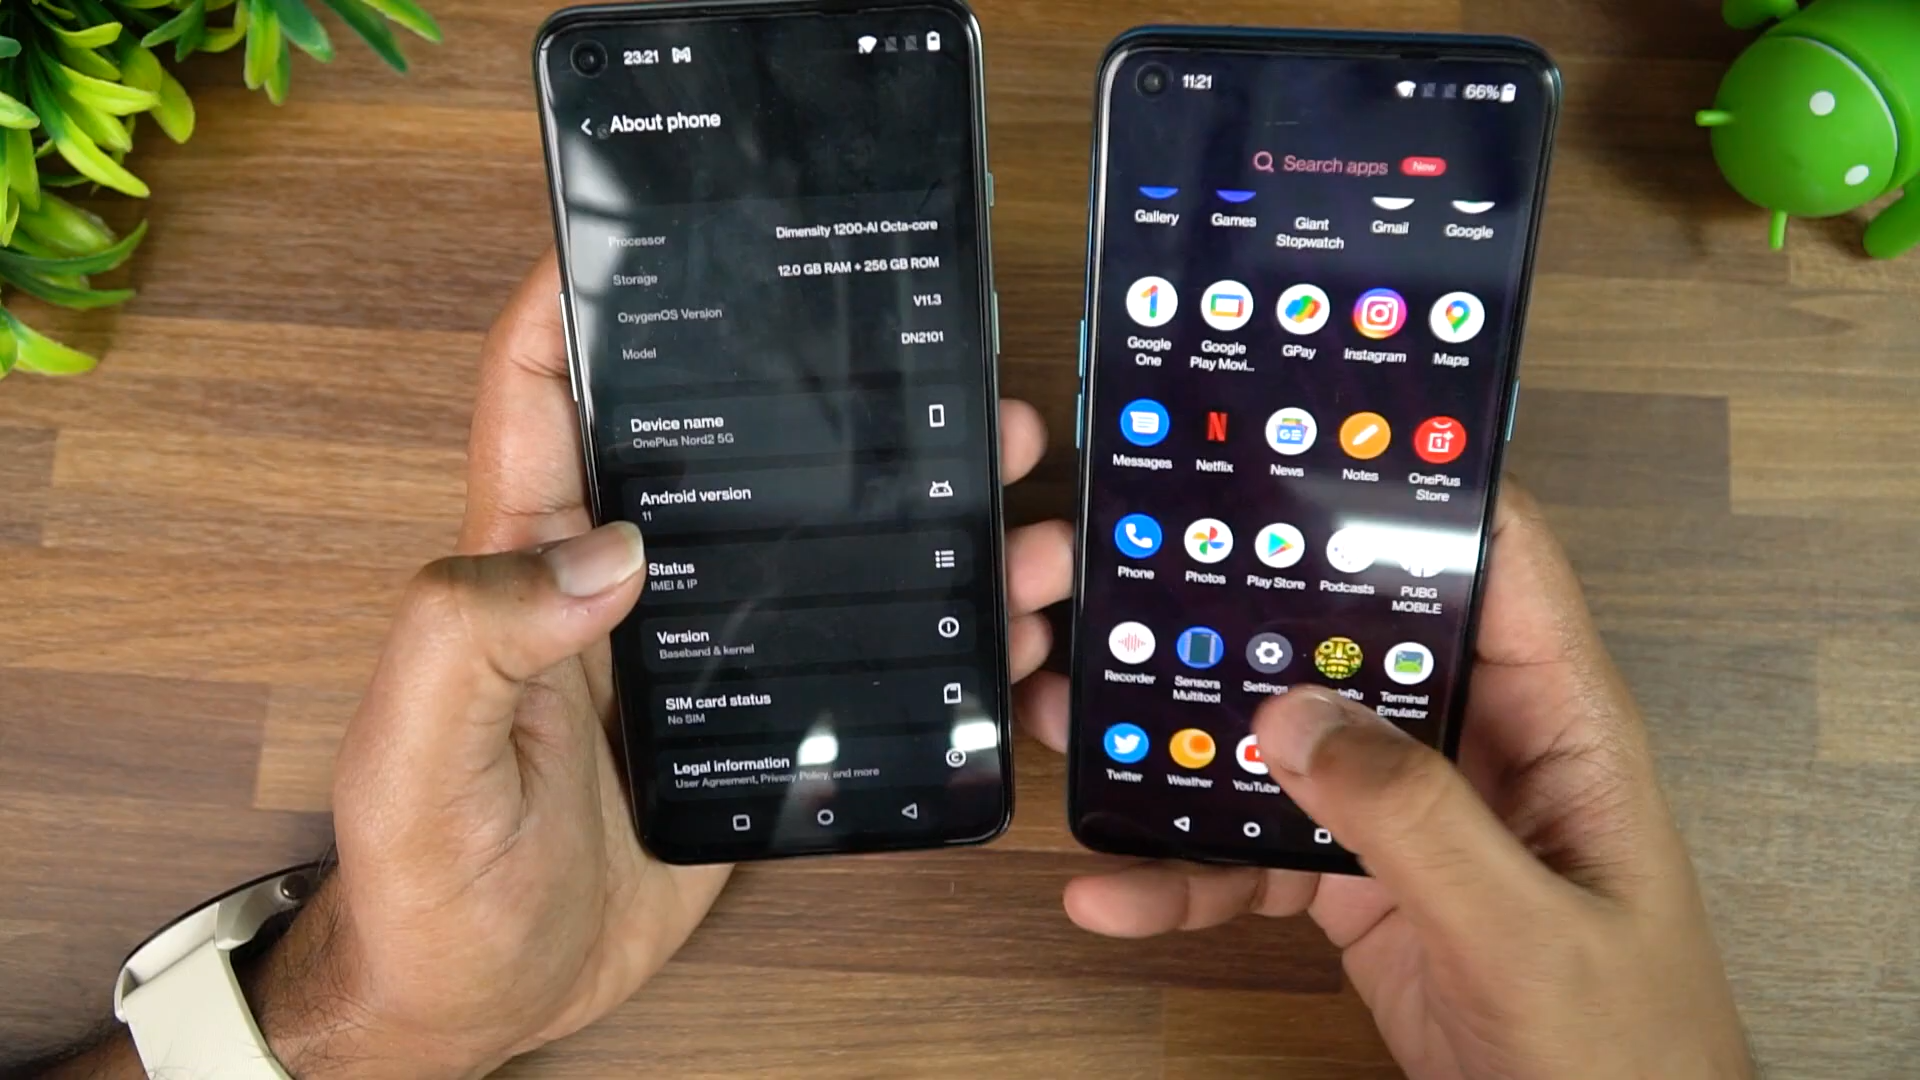 23:21
About phone
Processor
Dimensity 1200-AI Octa-core
Storage
12.0 GB RAM + 256 GB ROM
OxygenOS Version
V11.3
Model
DN2101
Device name
OnePlus Nord2 5G
Android version
11
Status
IMEI & IP
Version
Baseband & kernel
SIM card status
No SIM
Legal information
User Agreement, Privacy Policy, and more
11:21
66%
Search apps
New
Gallery
Games
Giant
Stopwatch
Gmail
Google
Google
One
Google
Play Movi...
GPay
Instagram
Maps
Messages
Netflix
News
Notes
OnePlus
Store
Phone
Photos
Play Store
Podcasts
PUBG
MOBILE
Recorder
Sensors
Multitool
Settings
Terminal
Emulator
Twitter
Weather
YouTube